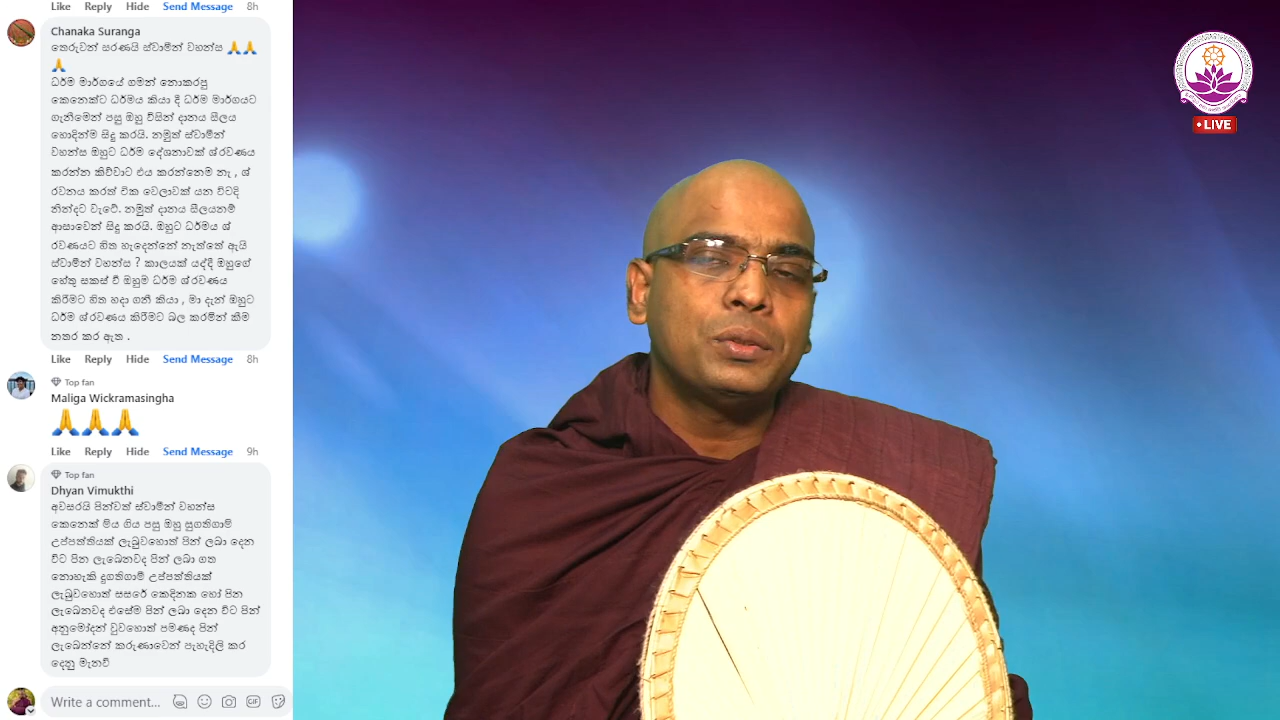 Like Reply Hide Send Message 8h
Chanaka Suranga
තෙරුවන් සරණයි ස්වාමීන් වහන්ස 🙏🙏
🙏
ධර්ම මාර්ගයේ ගමන් නොකරපු
කෙනෙක්ට ධර්මය කියා දී ධර්ම මාර්ගයට
ගැනීමෙන් පසු ඔහු විසින් දානය සීලය
හොදින්ම සිදු කරයි. නමුත් ස්වාමීන්
වහන්ස ඔහුට ධර්ම දේශනාවක් ශ්රවණය
කරන්න කිව්වාට එය කරන්නෙම නෑ , ශ්
රවනය කරත් ටික වෙලාවක් යන විටදි
නින්දට වැටේ. නමුත් දානය සීලයනම්
ආසාවෙන් සිදු කරයි. ඔහුට ධර්මය ශ්
රවණයට හිත හැදෙන්නේ නැත්තේ ඇයි
ස්වාමීන් වහන්ස ? කාලයක් යද්දී ඔහුගේ
හේතු සකස් වී ඔහුම ධර්ම ශ්රවණය
කිරීමට හිත හදා ගනී කියා , මා දැන් ඔහුට
ධර්ම ශ්රවණය කිරීමට බල කරමින් කීම
නතර කර ඇත .
Like Reply Hide Send Message 8h
Top fan
Maliga Wickramasingha
🙏🙏🙏
Like Reply Hide Send Message 9h
Top fan
Dhyan Vimukthi
අවසරයි පින්වත් ස්වාමීන් වහන්ස
කෙනෙක් මිය ගිය පසු ඔහු සුගතිගාමි
උප්පත්තියක් ලැබුවහොත් පින් ලබා දෙන
විට පින ලැබෙනවද පින් ලබා ගත
නොහැකි දුගතිගාමී උප්පත්තියක්
ලැබුවහොත් සසරේ කෙදිනක හෝ පින
ලැබෙනවද එසේම පින් ලබා දෙන විට පින්
අනුමෝදන් වුවහොත් පමණද පින්
ලැබෙන්නේ කරුණාවෙන් පැහැදිලි කර
දෙනු මැනවි
Write a comment...
GIF
LIVE